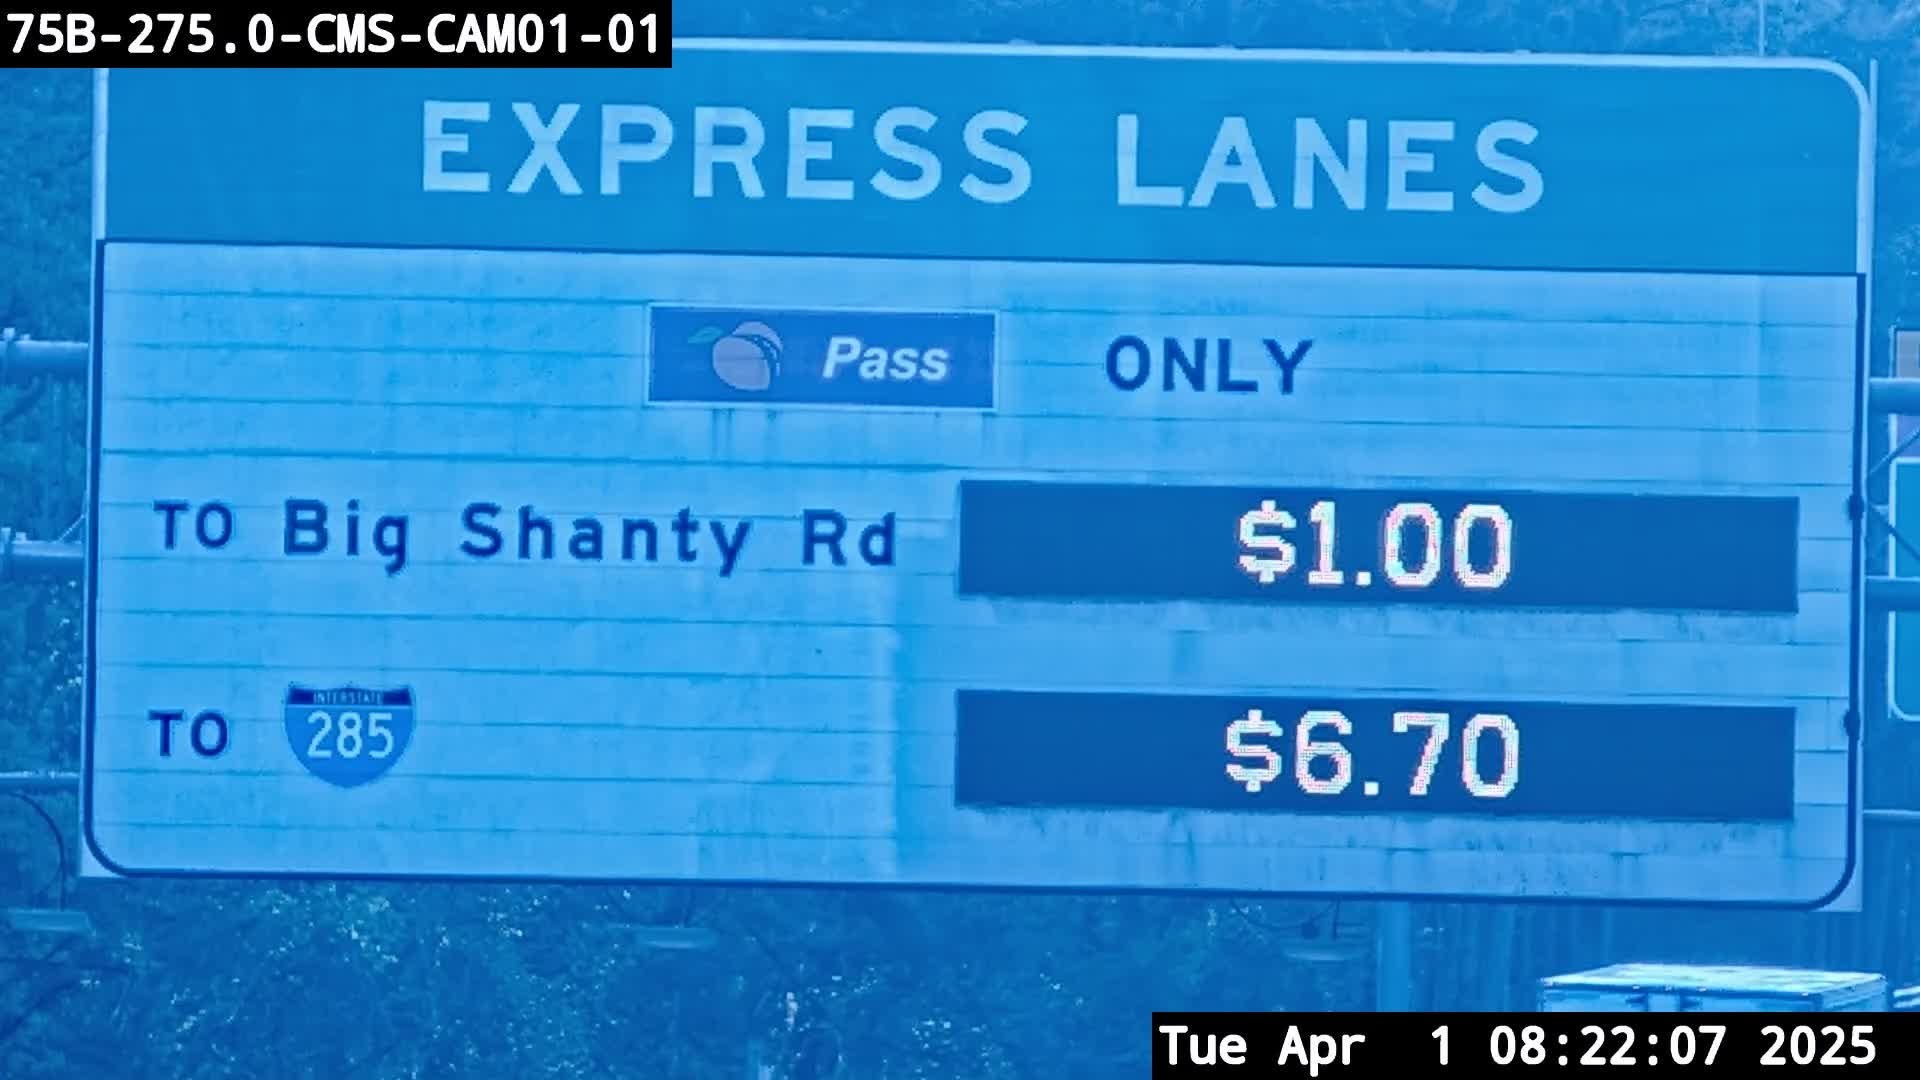 75B-275.0-CMS-CAM01-01
EXPRESS LANES
Pass ONLY
TO Big Shanty Rd $1.00
INTERSTATE
TO 285 $6.70
Tue Apr 1 08:22:07 2025